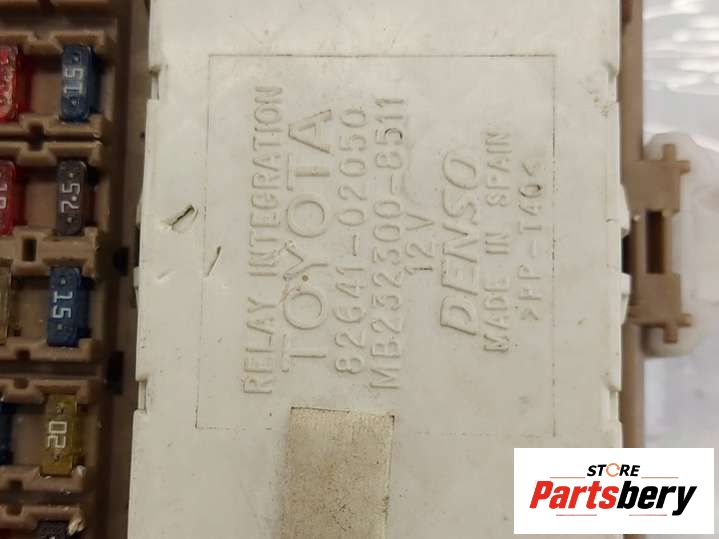 RELAY INTEGRATION
TOYOTA
82641-02050
MB232300-8511
12V
DENSO
MADE IN SPAIN
>PP-T40<
15
7.5
15
20
10
STORE
Partsbery